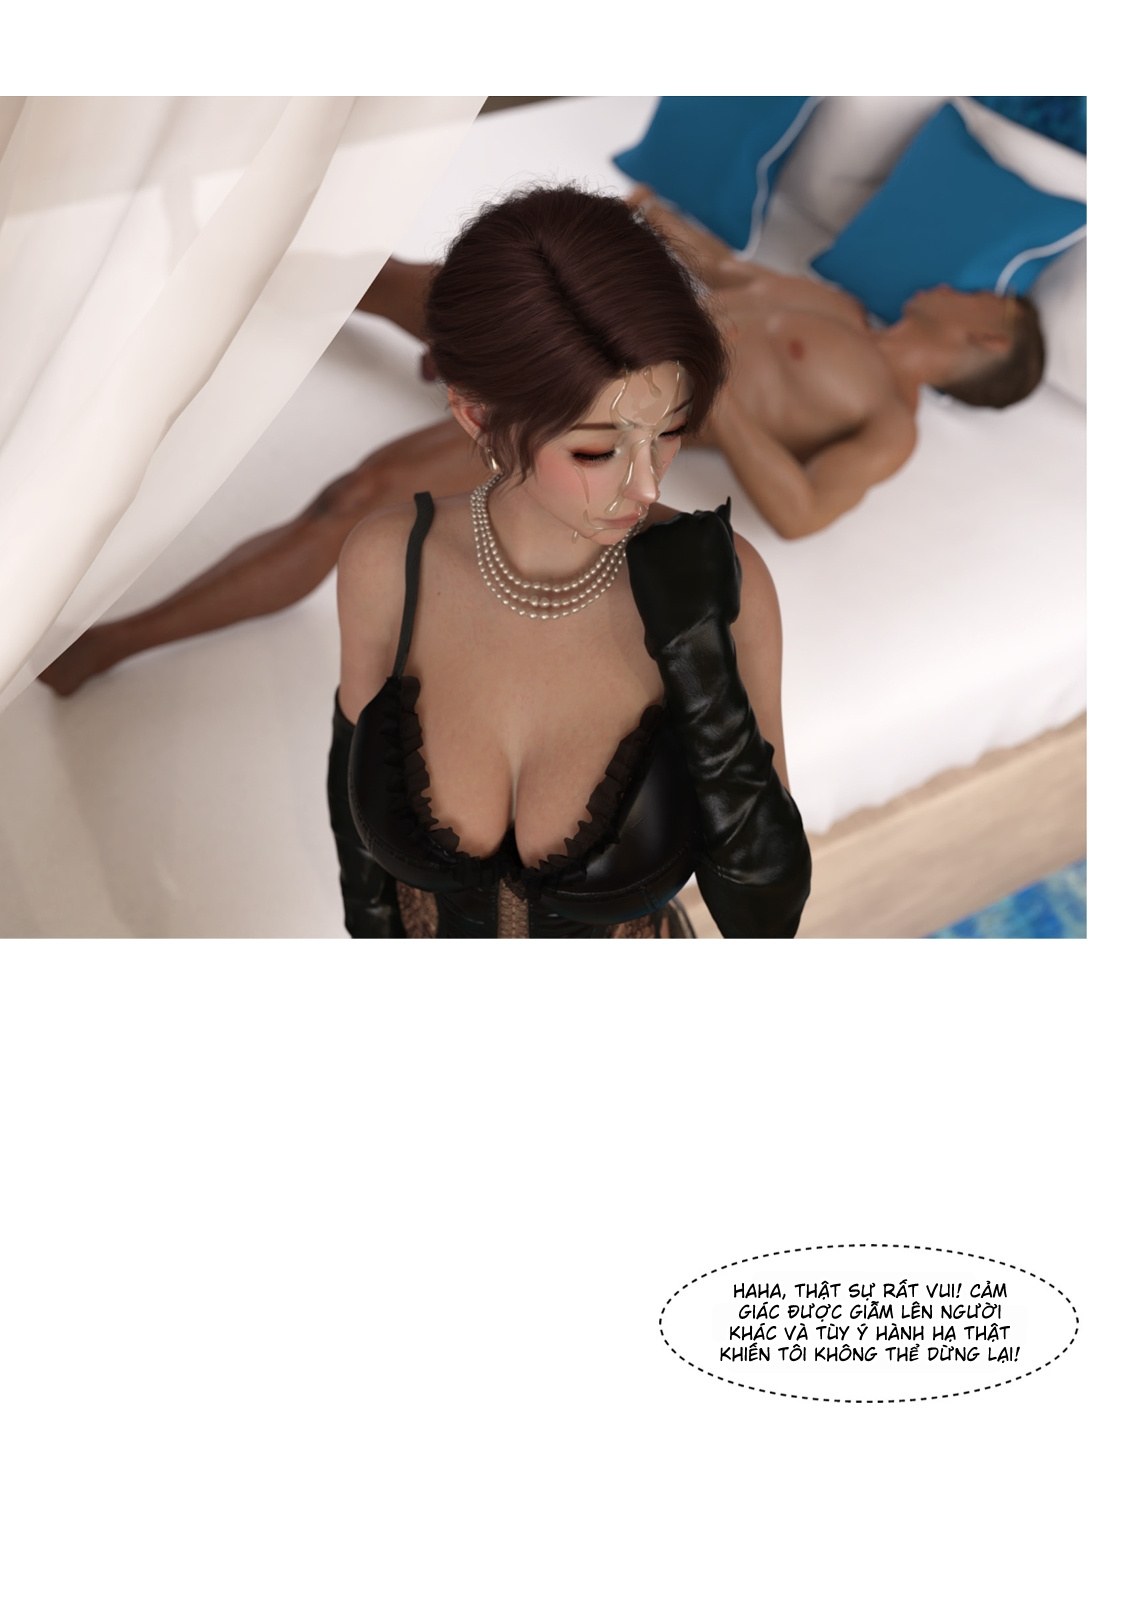 HAHA, THẬT SỰ RẤT VUI! CẢM
GIÁC ĐƯỢC GIẪM LÊN NGƯỜI
KHÁC VÀ TÙY Ý HÀNH HẠ THẬT
KHIẾN TÔI KHÔNG THỂ DỪNG LẠI!